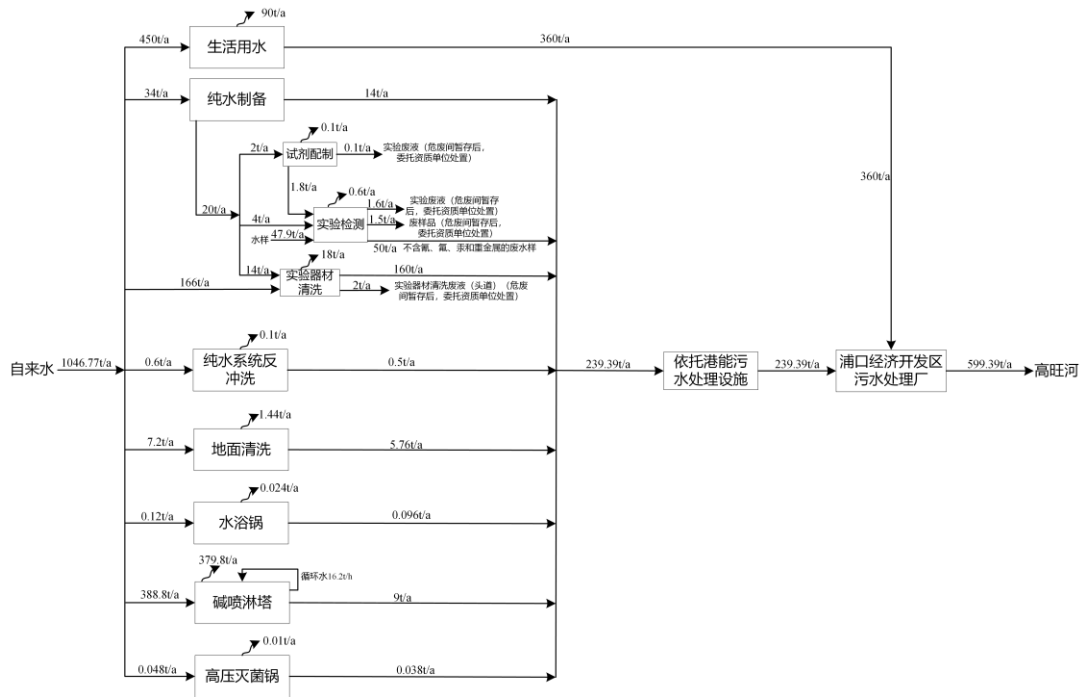 90t/a
450t/a
生活用水
360t/a
34t/a
纯水制备
14t/a
0.1t/a
2t/a
试剂配制
0.1t/a
实验废液（危废间暂存后，
委托资质单位处置）
1.8t/a
0.6t/a
20t/a
4t/a
水样
47.9t/a
实验检测
1.6t/a
实验废液（危废间暂存
后，委托资质单位处置）
1.5t/a
废样品（危废间暂存后，
委托资质单位处置）
50t/a
不含氰、氟、汞和重金属的废水样
360t/a
18t/a
14t/a
实验器材
清洗
160t/a
166t/a
2t/a
实验器材清洗废液（头道）（危废
间暂存后，委托资质单位处置）
0.1t/a
自来水
1046.77t/a
0.6t/a
纯水系统反
冲洗
0.5t/a
239.39t/a
依托港能污
水处理设施
239.39t/a
浦口经济开发区
污水处理厂
599.39t/a
高旺河
1.44t/a
7.2t/a
地面清洗
5.76t/a
0.024t/a
0.12t/a
水浴锅
0.096t/a
379.8t/a
循环水16.2t/h
388.8t/a
碱喷淋塔
9t/a
0.01t/a
0.048t/a
高压灭菌锅
0.038t/a